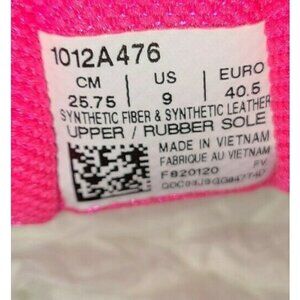 1012A476
CM US EURO
25.75 9 40.5
SYNTHETIC FIBER & SYNTHETIC LEATHER
UPPER / RUBBER SOLE
MADE IN VIETNAM
FABRIQUE AU VIETNAM
F820120 FV